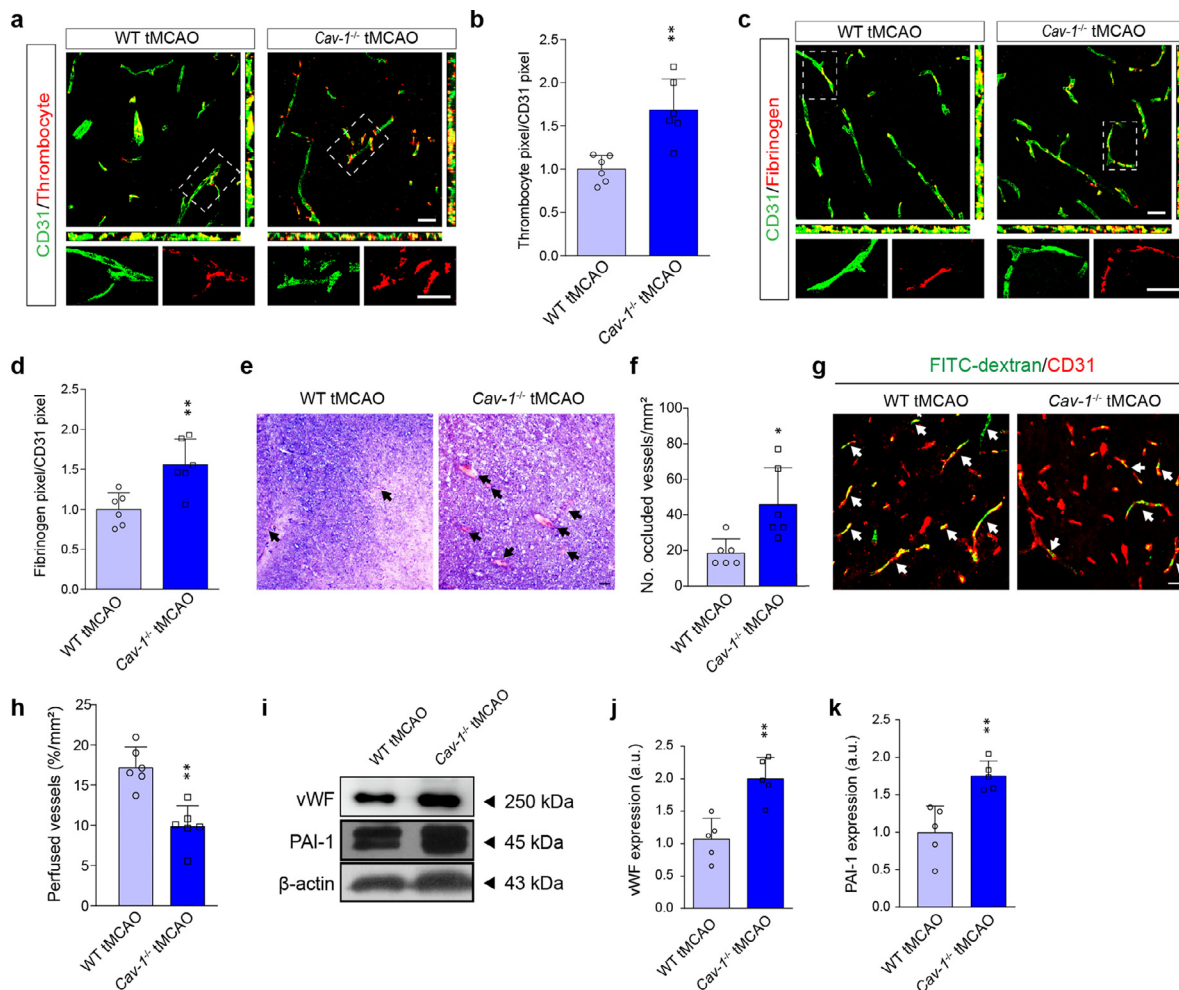 a
WT tMCAO
Cav-1⁻/⁻ tMCAO
CD31/Thrombocyte
b
Thrombocyte pixel/CD31 pixel
2.5
2.0
1.5
1.0
0.5
0.0
**
WT tMCAO
Cav-1⁻/⁻ tMCAO
c
WT tMCAO
Cav-1⁻/⁻ tMCAO
CD31/Fibrinogen
d
Fibrinogen pixel/CD31 pixel
2.5
2.0
1.5
1.0
0.5
0.0
**
WT tMCAO
Cav-1⁻/⁻ tMCAO
e
WT tMCAO
Cav-1⁻/⁻ tMCAO
f
No. occluded vessels/mm²
100
80
60
40
20
0
*
WT tMCAO
Cav-1⁻/⁻ tMCAO
g
FITC-dextran/CD31
WT tMCAO
Cav-1⁻/⁻ tMCAO
h
Perfused vessels (%/mm²)
25
20
15
10
5
0
**
WT tMCAO
Cav-1⁻/⁻ tMCAO
i
WT tMCAO
Cav-1⁻/⁻ tMCAO
vWF
250 kDa
PAI-1
45 kDa
β-actin
43 kDa
j
vWF expression (a.u.)
2.5
2.0
1.5
1.0
0.5
0.0
**
WT tMCAO
Cav-1⁻/⁻ tMCAO
k
PAI-1 expression (a.u.)
2.5
2.0
1.5
1.0
0.5
0.0
**
WT tMCAO
Cav-1⁻/⁻ tMCAO